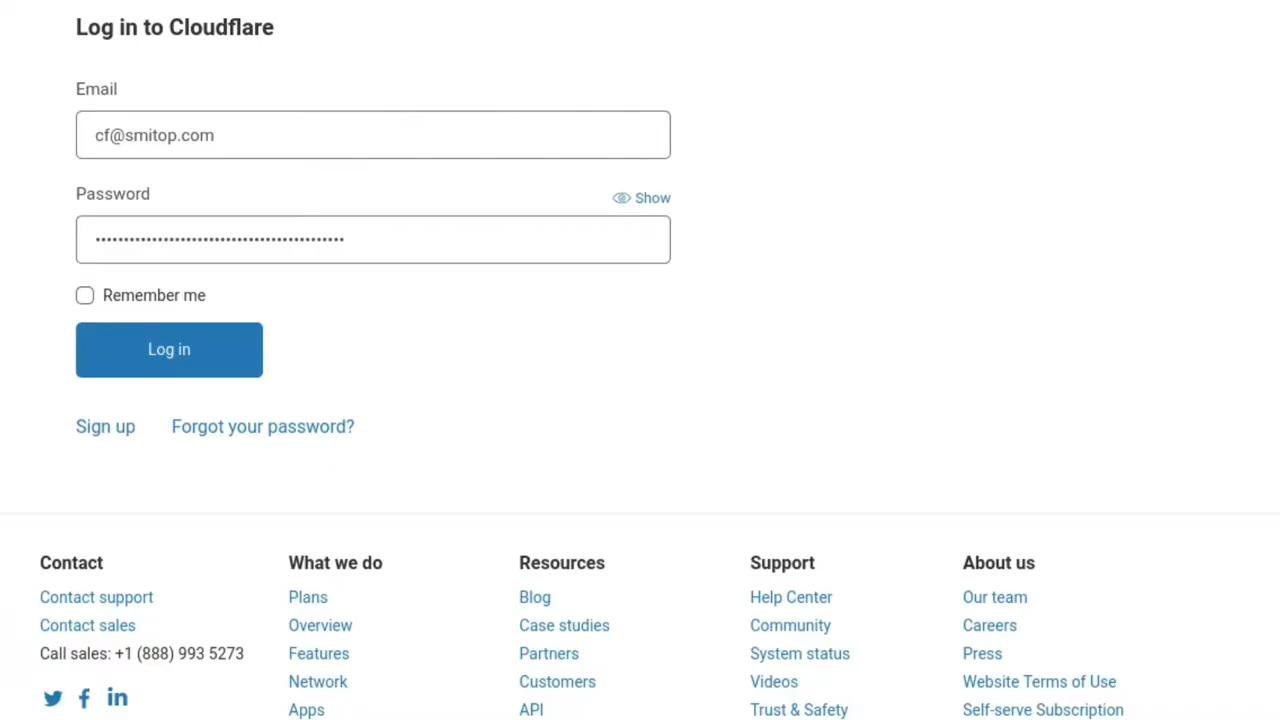 Log in to Cloudflare
Email
cf@smitop.com
Password
Show
••••••••••••••••••••••••••••••••••••••••••••
Remember me
Log in
Sign up Forgot your password?
Contact
Contact support
Contact sales
Call sales: +1 (888) 993 5273
What we do
Plans
Overview
Features
Network
Apps
Resources
Blog
Case studies
Partners
Customers
API
Support
Help Center
Community
System status
Videos
Trust & Safety
About us
Our team
Careers
Press
Website Terms of Use
Self-serve Subscription